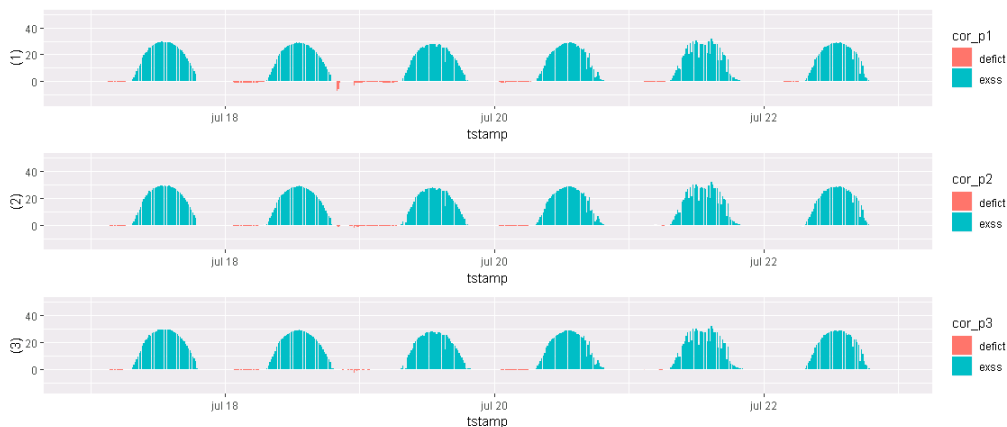 40
20
0
(1)
jul 18
jul 20
jul 22
tstamp
cor_p1
defict
exss
40
20
0
(2)
jul 18
jul 20
jul 22
tstamp
cor_p2
defict
exss
40
20
0
(3)
jul 18
jul 20
jul 22
tstamp
cor_p3
defict
exss